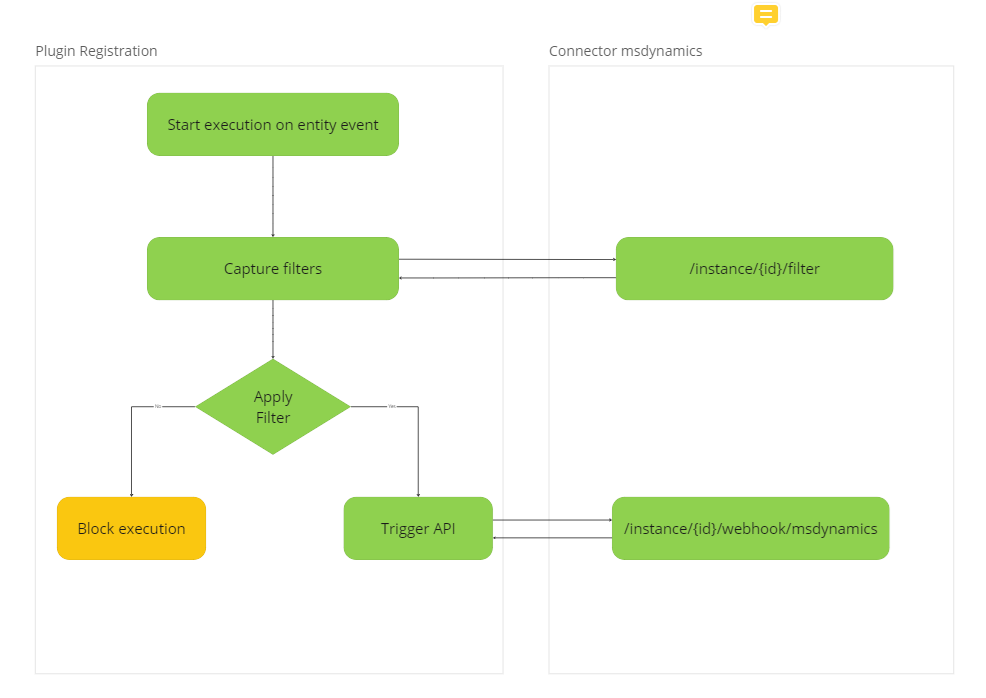 Plugin Registration
Connector msdynamics
Start execution on entity event
Capture filters
/instance/{id}/filter
Apply
Filter
No
Yes
Block execution
Trigger API
/instance/{id}/webhook/msdynamics